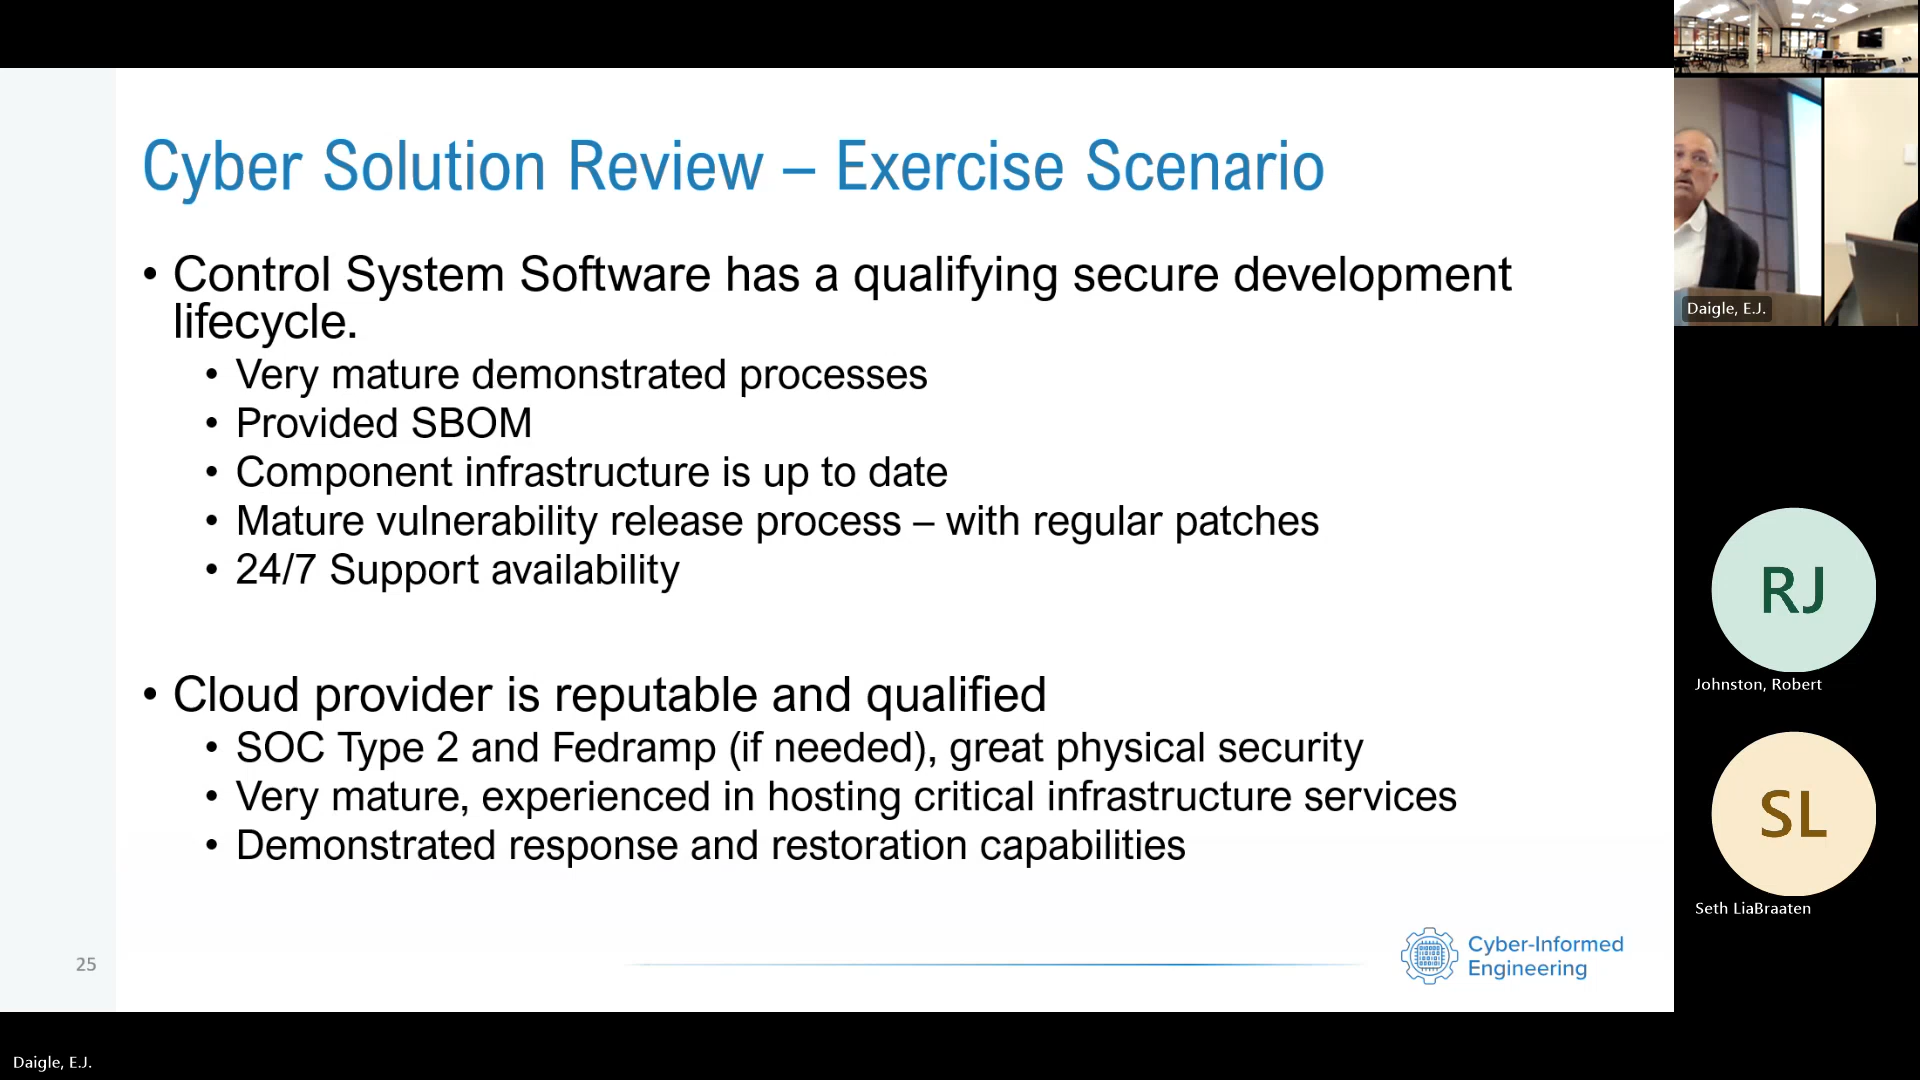 Cyber Solution Review – Exercise Scenario
• Control System Software has a qualifying secure development
lifecycle.
• Very mature demonstrated processes
• Provided SBOM
• Component infrastructure is up to date
• Mature vulnerability release process – with regular patches
• 24/7 Support availability
• Cloud provider is reputable and qualified
• SOC Type 2 and Fedramp (if needed), great physical security
• Very mature, experienced in hosting critical infrastructure services
• Demonstrated response and restoration capabilities
25
Cyber-Informed
Engineering
Daigle, E.J.
RJ
Johnston, Robert
SL
Seth LiaBraaten
Daigle, E.J.